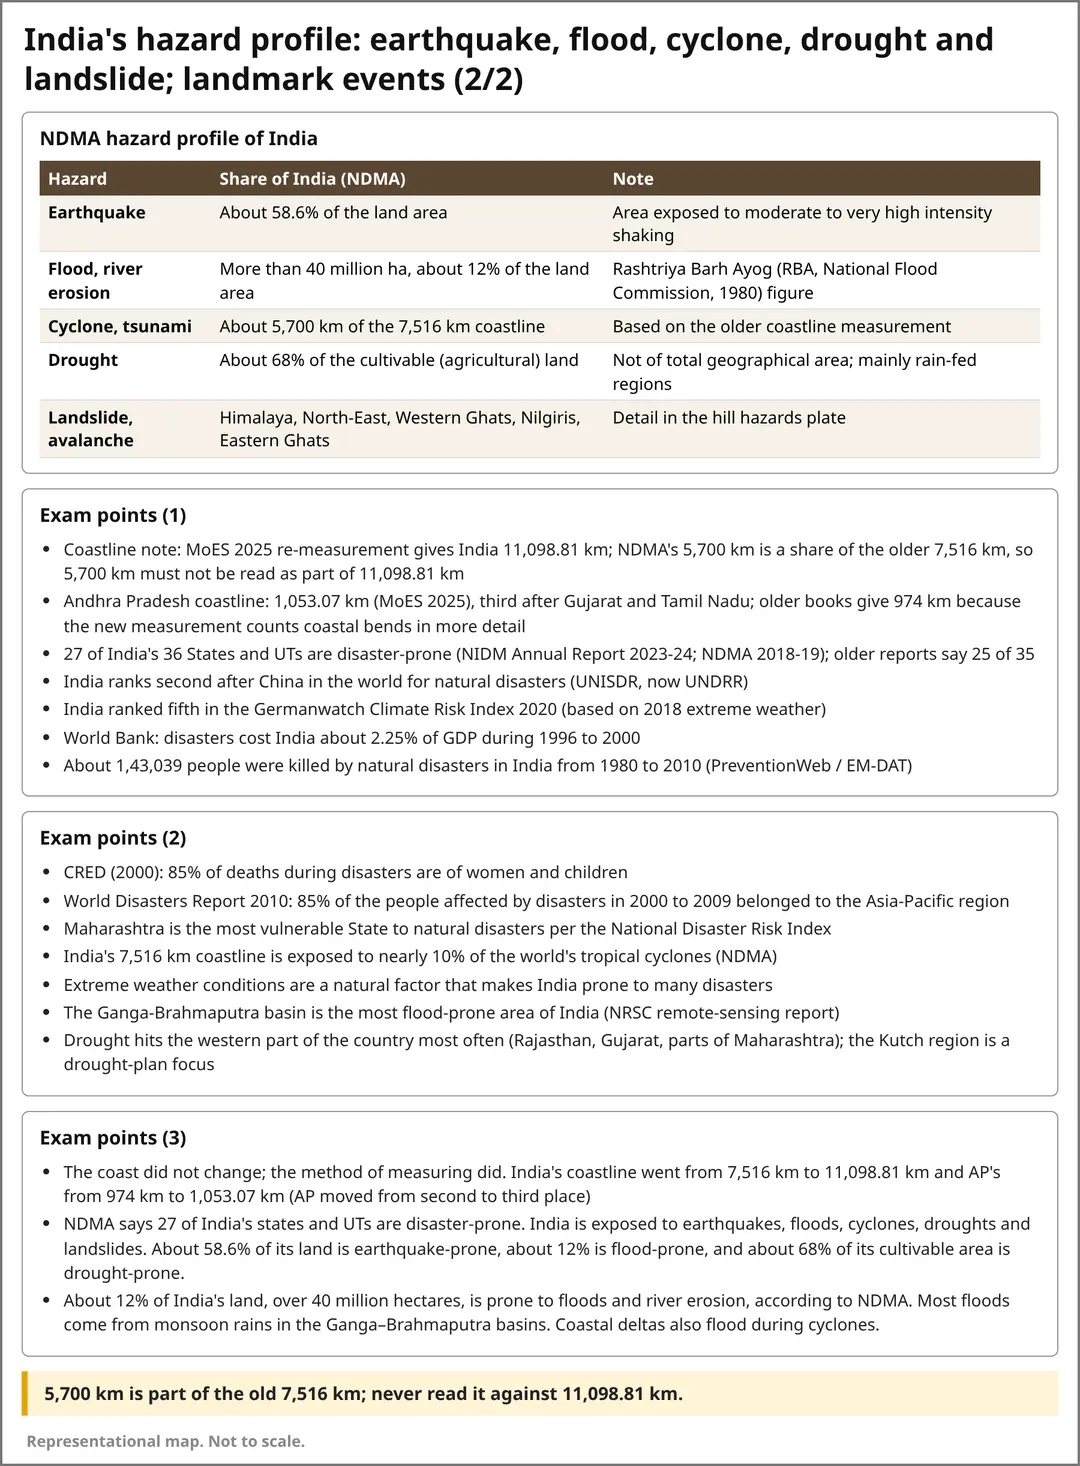 India's hazard profile: earthquake, flood, cyclone, drought and
landslide; landmark events (2/2)
NDMA hazard profile of India
Hazard Share of India (NDMA) Note
Earthquake About 58.6% of the land area Area exposed to moderate to very high intensity
shaking
Flood, river More than 40 million ha, about 12% of the land Rashtriya Barh Ayog (RBA, National Flood
erosion area Commission, 1980) figure
Cyclone, tsunami About 5,700 km of the 7,516 km coastline Based on the older coastline measurement
Drought About 68% of the cultivable (agricultural) land Not of total geographical area; mainly rain-fed
regions
Landslide, Himalaya, North-East, Western Ghats, Nilgiris, Detail in the hill hazards plate
avalanche Eastern Ghats
Exam points (1)
• Coastline note: MoES 2025 re-measurement gives India 11,098.81 km; NDMA's 5,700 km is a share of the older 7,516 km, so
5,700 km must not be read as part of 11,098.81 km
• Andhra Pradesh coastline: 1,053.07 km (MoES 2025), third after Gujarat and Tamil Nadu; older books give 974 km because
the new measurement counts coastal bends in more detail
• 27 of India's 36 States and UTs are disaster-prone (NIDM Annual Report 2023-24; NDMA 2018-19); older reports say 25 of 35
• India ranks second after China in the world for natural disasters (UNISDR, now UNDRR)
• India ranked fifth in the Germanwatch Climate Risk Index 2020 (based on 2018 extreme weather)
• World Bank: disasters cost India about 2.25% of GDP during 1996 to 2000
• About 1,43,039 people were killed by natural disasters in India from 1980 to 2010 (PreventionWeb / EM-DAT)
Exam points (2)
• CRED (2000): 85% of deaths during disasters are of women and children
• World Disasters Report 2010: 85% of the people affected by disasters in 2000 to 2009 belonged to the Asia-Pacific region
• Maharashtra is the most vulnerable State to natural disasters per the National Disaster Risk Index
• India's 7,516 km coastline is exposed to nearly 10% of the world's tropical cyclones (NDMA)
• Extreme weather conditions are a natural factor that makes India prone to many disasters
• The Ganga-Brahmaputra basin is the most flood-prone area of India (NRSC remote-sensing report)
• Drought hits the western part of the country most often (Rajasthan, Gujarat, parts of Maharashtra); the Kutch region is a
drought-plan focus
Exam points (3)
• The coast did not change; the method of measuring did. India's coastline went from 7,516 km to 11,098.81 km and AP's
from 974 km to 1,053.07 km (AP moved from second to third place)
• NDMA says 27 of India's states and UTs are disaster-prone. India is exposed to earthquakes, floods, cyclones, droughts and
landslides. About 58.6% of its land is earthquake-prone, about 12% is flood-prone, and about 68% of its cultivable area is
drought-prone.
• About 12% of India's land, over 40 million hectares, is prone to floods and river erosion, according to NDMA. Most floods
come from monsoon rains in the Ganga–Brahmaputra basins. Coastal deltas also flood during cyclones.
5,700 km is part of the old 7,516 km; never read it against 11,098.81 km.
Representational map. Not to scale.